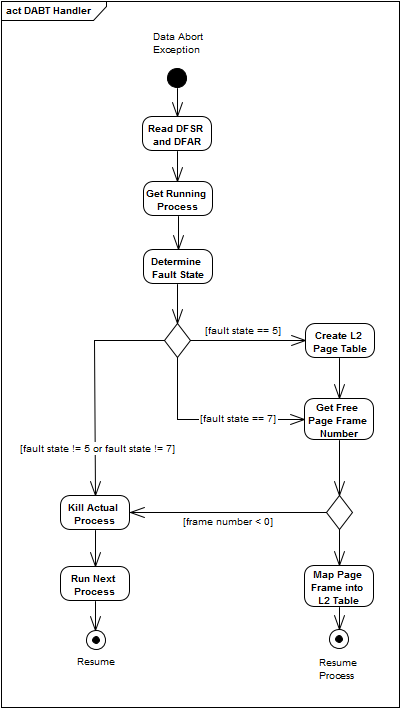 act DABT Handler
Data Abort
Exception
Read DFSR
and DFAR
Get Running
Process
Determine
Fault State
[fault state == 5]
Create L2
Page Table
[fault state == 7]
Get Free
Page Frame
Number
[fault state != 5 or fault state != 7]
Kill Actual
Process
[frame number < 0]
Run Next
Process
Map Page
Frame into
L2 Table
Resume
Resume
Process